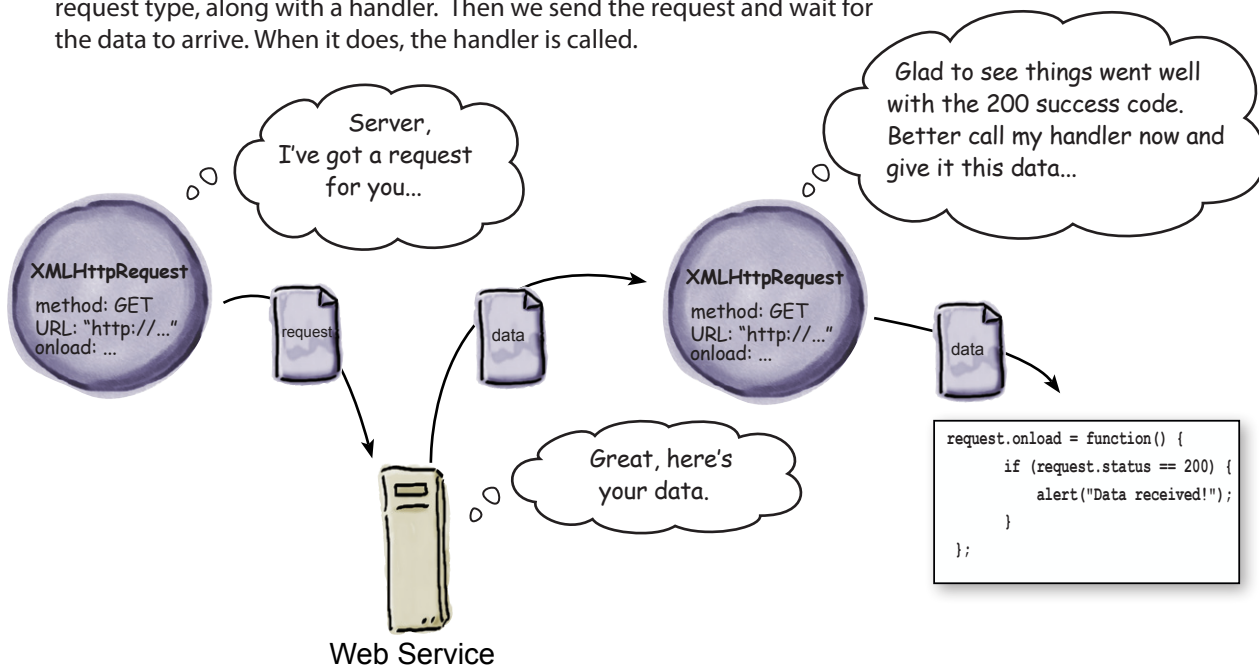 request type, along with a handler. Then we send the request and wait for
the data to arrive. When it does, the handler is called.
Server,
I've got a request
for you...
Glad to see things went well
with the 200 success code.
Better call my handler now and
give it this data...
XMLHttpRequest
method: GET
URL: “http://...”
onload: ...
request
data
XMLHttpRequest
method: GET
URL: “http://...”
onload: ...
data
Great, here's
your data.
request.onload = function() {
if (request.status == 200) {
alert("Data received!");
}
};
Web Service